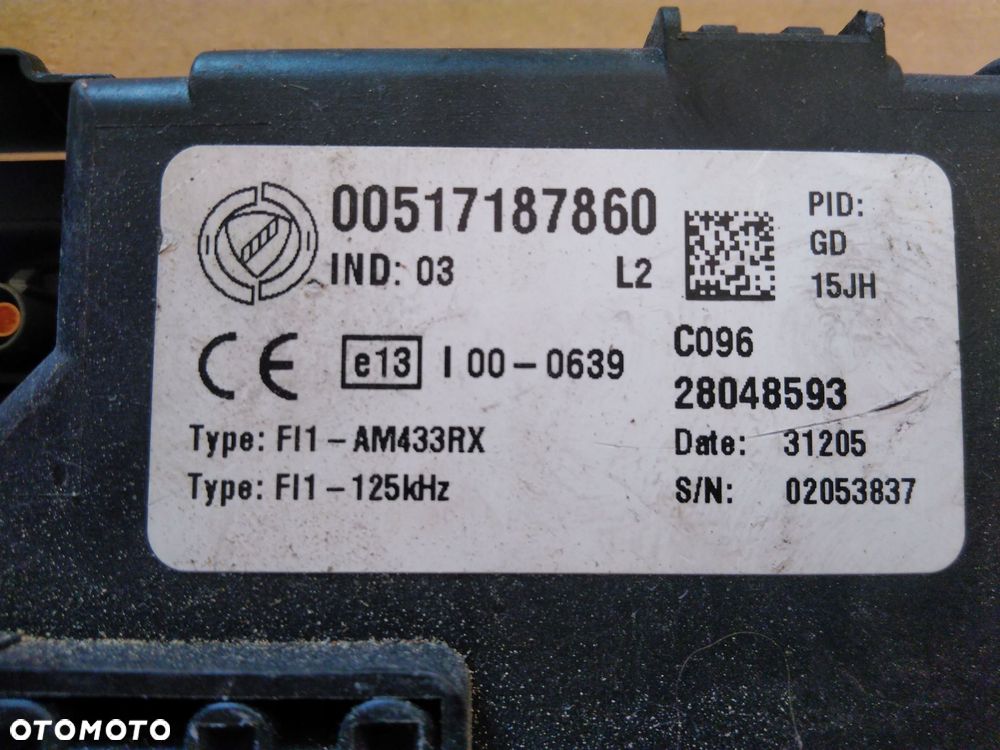 00517187860
IND: 03 L2
PID:
GD
15JH
CE e13 I 00-0639
C096
28048593
Type: FI1-AM433RX
Date: 31205
Type: FI1-125kHz
S/N: 02053837
OTOMOTO